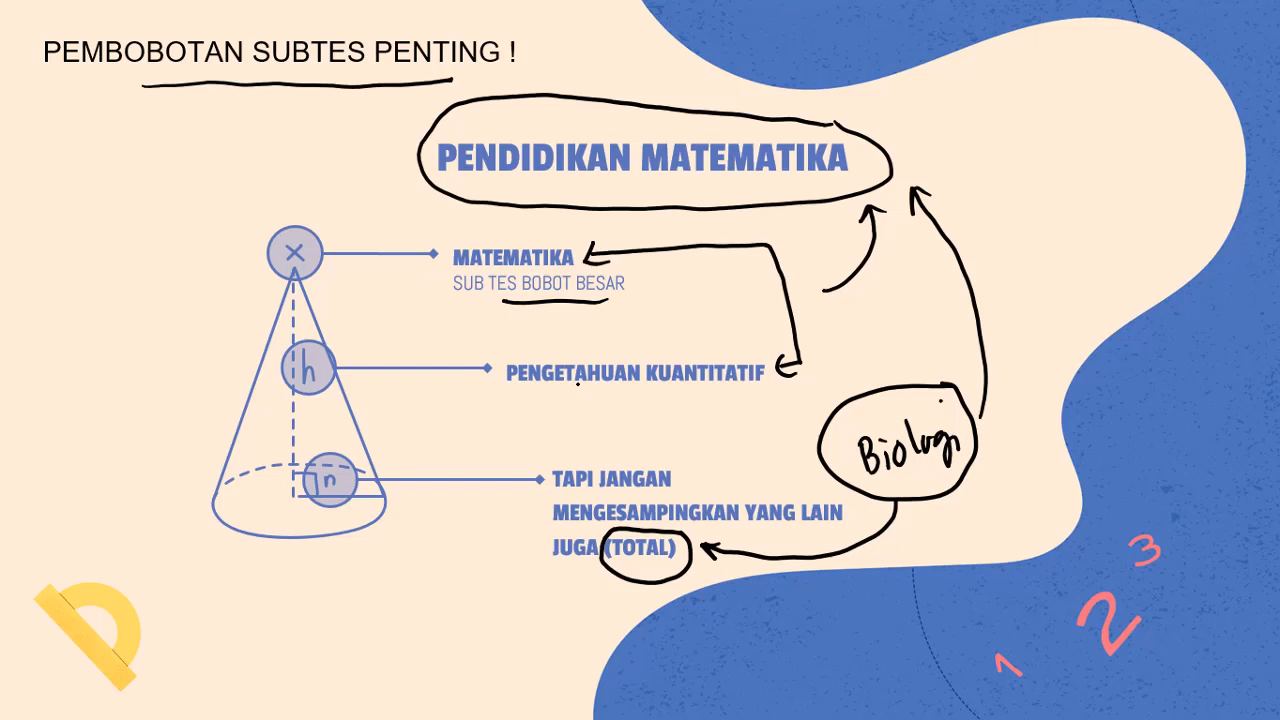 PEMBOBOTAN SUBTES PENTING !
PENDIDIKAN MATEMATIKA
×
MATEMATIKA
SUB TES BOBOT BESAR
h
PENGETAHUAN KUANTITATIF
Biologi
n
TAPI JANGAN
MENGESAMPINGKAN YANG LAIN
JUGA (TOTAL)
1 2 3